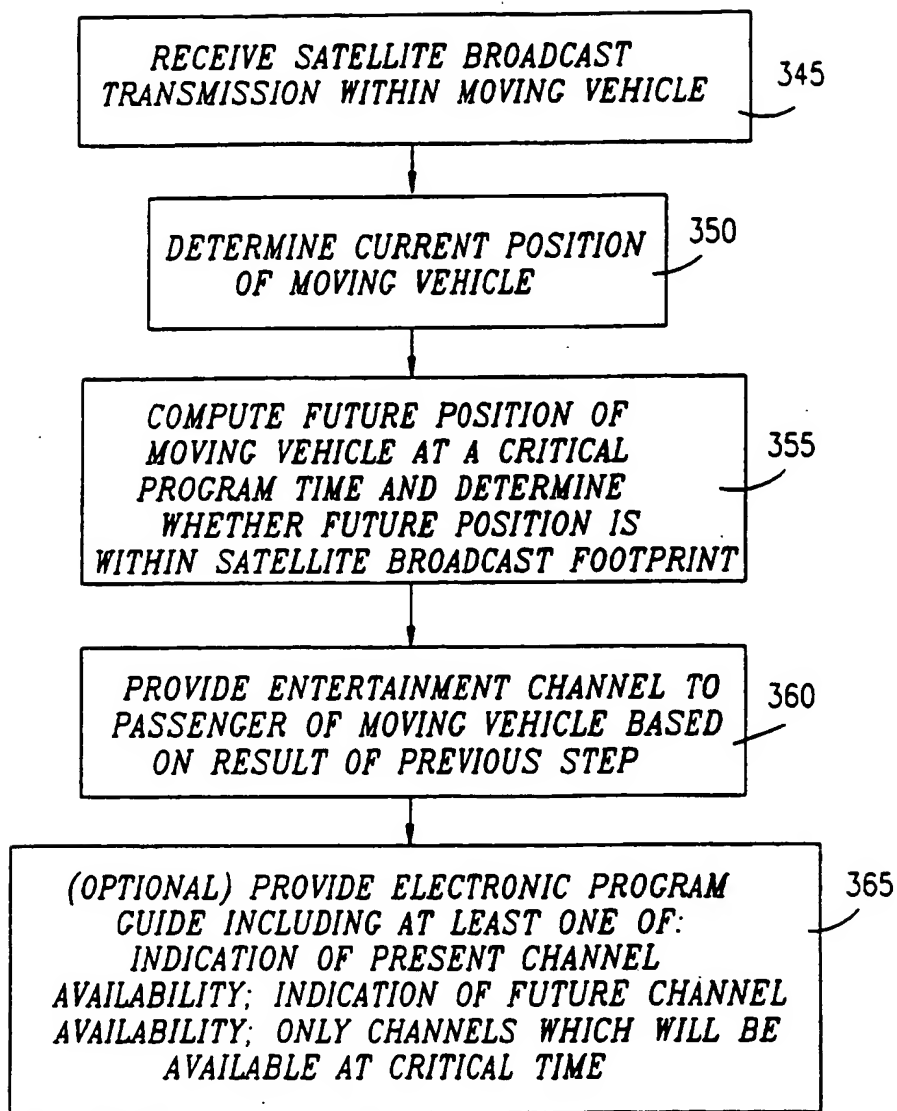 RECEIVE SATELLITE BROADCAST
TRANSMISSION WITHIN MOVING VEHICLE
345
DETERMINE CURRENT POSITION
OF MOVING VEHICLE
350
COMPUTE FUTURE POSITION OF
MOVING VEHICLE AT A CRITICAL
PROGRAM TIME AND DETERMINE
WHETHER FUTURE POSITION IS
WITHIN SATELLITE BROADCAST FOOTPRINT
355
PROVIDE ENTERTAINMENT CHANNEL TO
PASSENGER OF MOVING VEHICLE BASED
ON RESULT OF PREVIOUS STEP
360
(OPTIONAL) PROVIDE ELECTRONIC PROGRAM
GUIDE INCLUDING AT LEAST ONE OF:
INDICATION OF PRESENT CHANNEL
AVAILABILITY; INDICATION OF FUTURE CHANNEL
AVAILABILITY; ONLY CHANNELS WHICH WILL BE
AVAILABLE AT CRITICAL TIME
365